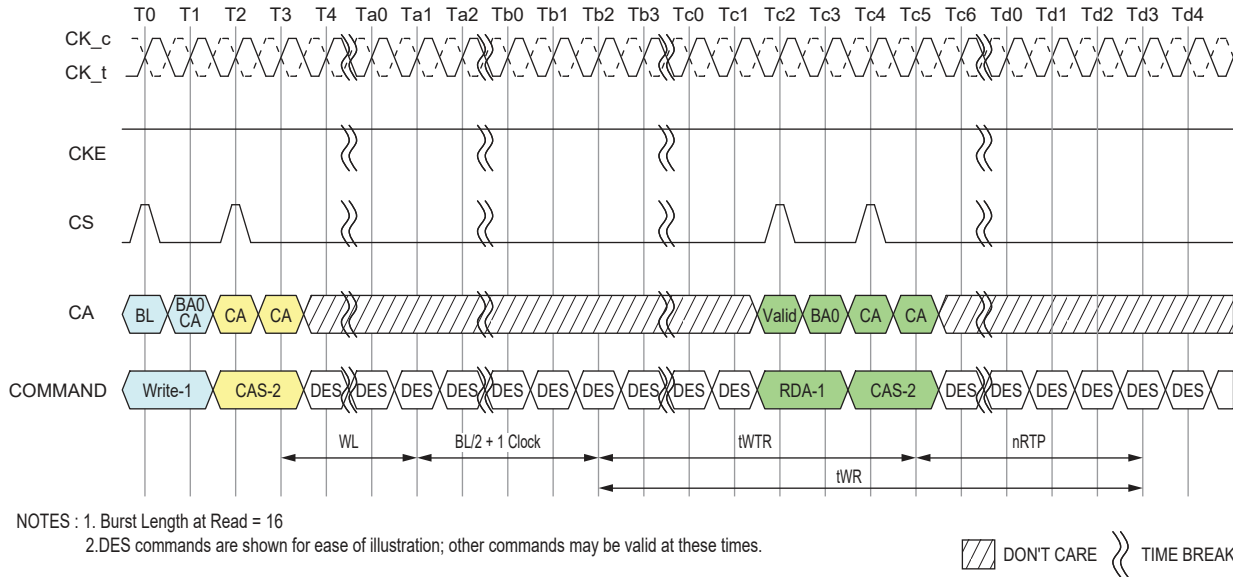 T0 T1 T2 T3 T4 Ta0 Ta1 Ta2 Tb0 Tb1 Tb2 Tb3 Tc0 Tc1 Tc2 Tc3 Tc4 Tc5 Tc6 Td0 Td1 Td2 Td3 Td4
CK_c
CK_t
CKE
CS
CA BL BA0 CA CA CA Valid BA0 CA CA
COMMAND Write-1 CAS-2 DES DES DES DES DES DES DES DES DES DES RDA-1 CAS-2 DES DES DES DES DES DES
WL BL/2 + 1 Clock tWTR nRTP
tWR
NOTES : 1. Burst Length at Read = 16
2.DES commands are shown for ease of illustration; other commands may be valid at these times.
DON'T CARE TIME BREAK